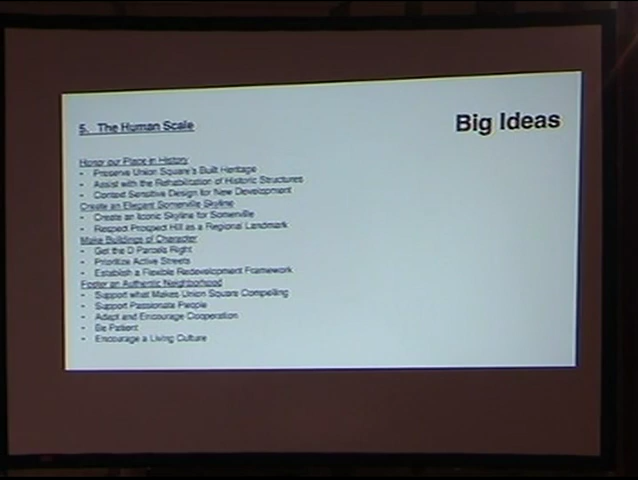 5. The Human Scale
Big Ideas
Honor our Place in History
- Preserve Union Square's Built Heritage
- Assist with the Rehabilitation of Historic Structures
- Context Sensitive Design for New Development
Create an Elegant Somerville Skyline
- Create an Iconic Skyline for Somerville
- Respect Prospect Hill as a Regional Landmark
Make Buildings of Character
- Get the D Parcels Right
- Prioritize Active Streets
- Establish a Flexible Redevelopment Framework
Foster an Authentic Neighborhood
- Support what Makes Union Square Compelling
- Support Passionate People
- Adapt and Encourage Cooperation
- Be Patient
- Encourage a Living Culture